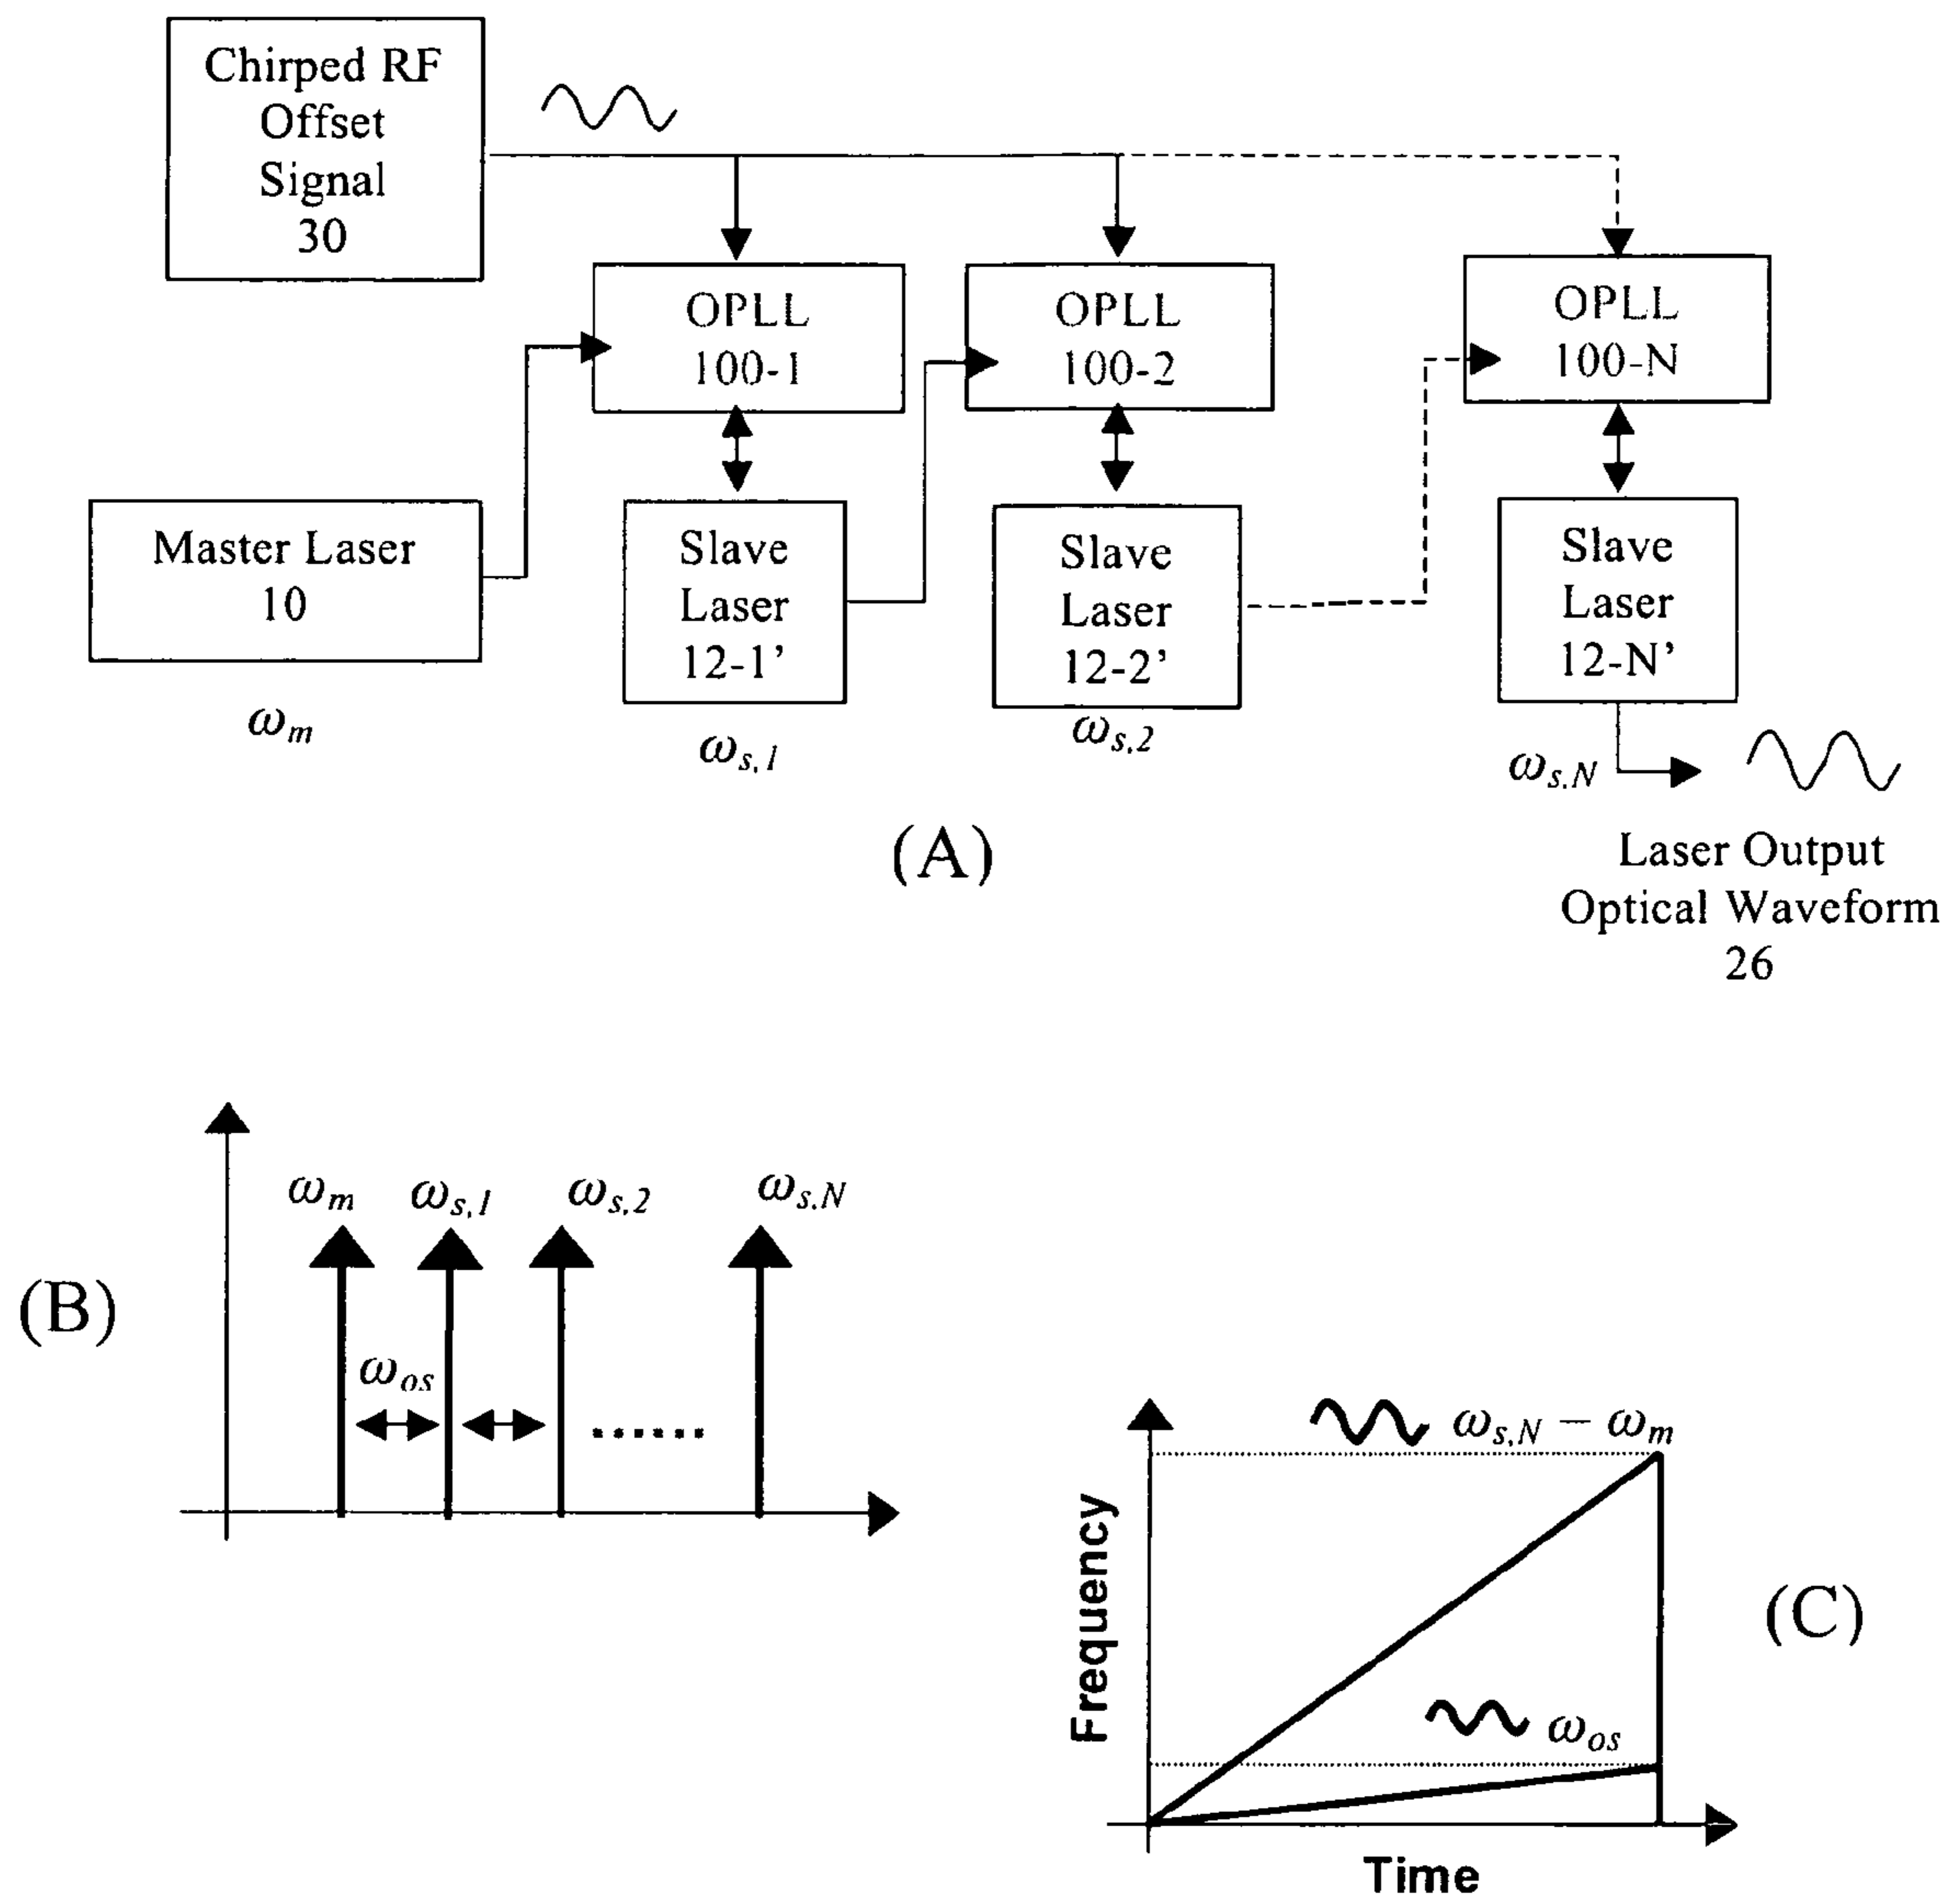 Chirped RF
Offset
Signal
30
OPLL
100-1
OPLL
100-2
OPLL
100-N
Master Laser
10
Slave
Laser
12-1’
Slave
Laser
12-2’
Slave
Laser
12-N’
ωm
ωs,1
ωs,2
ωs,N
(A)
Laser Output
Optical Waveform
26
ωm
ωs,1
ωs,2
ωs,N
(B)
ωos
ωs,N − ωm
Frequency
(C)
ωos
Time